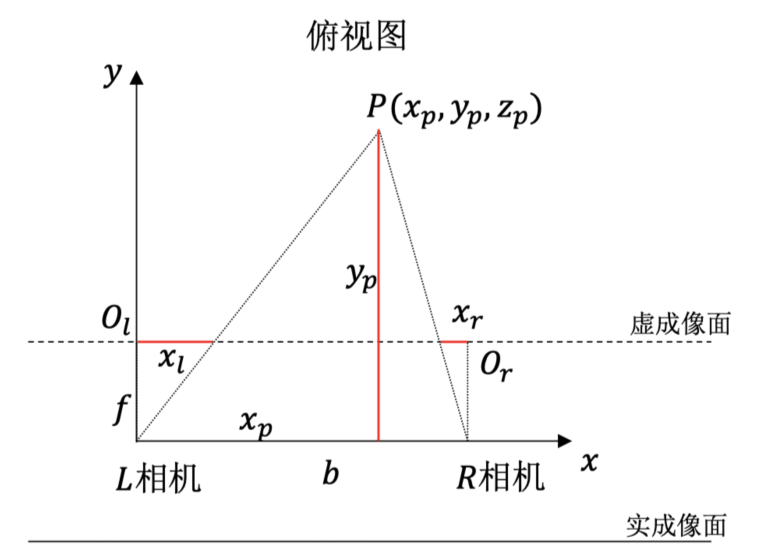 俯视图
y
P(x_p, y_p, z_p)
y_p
O_l
x_r
虚成像面
x_l
O_r
f
x_p
L相机
b
R相机
x
实成像面